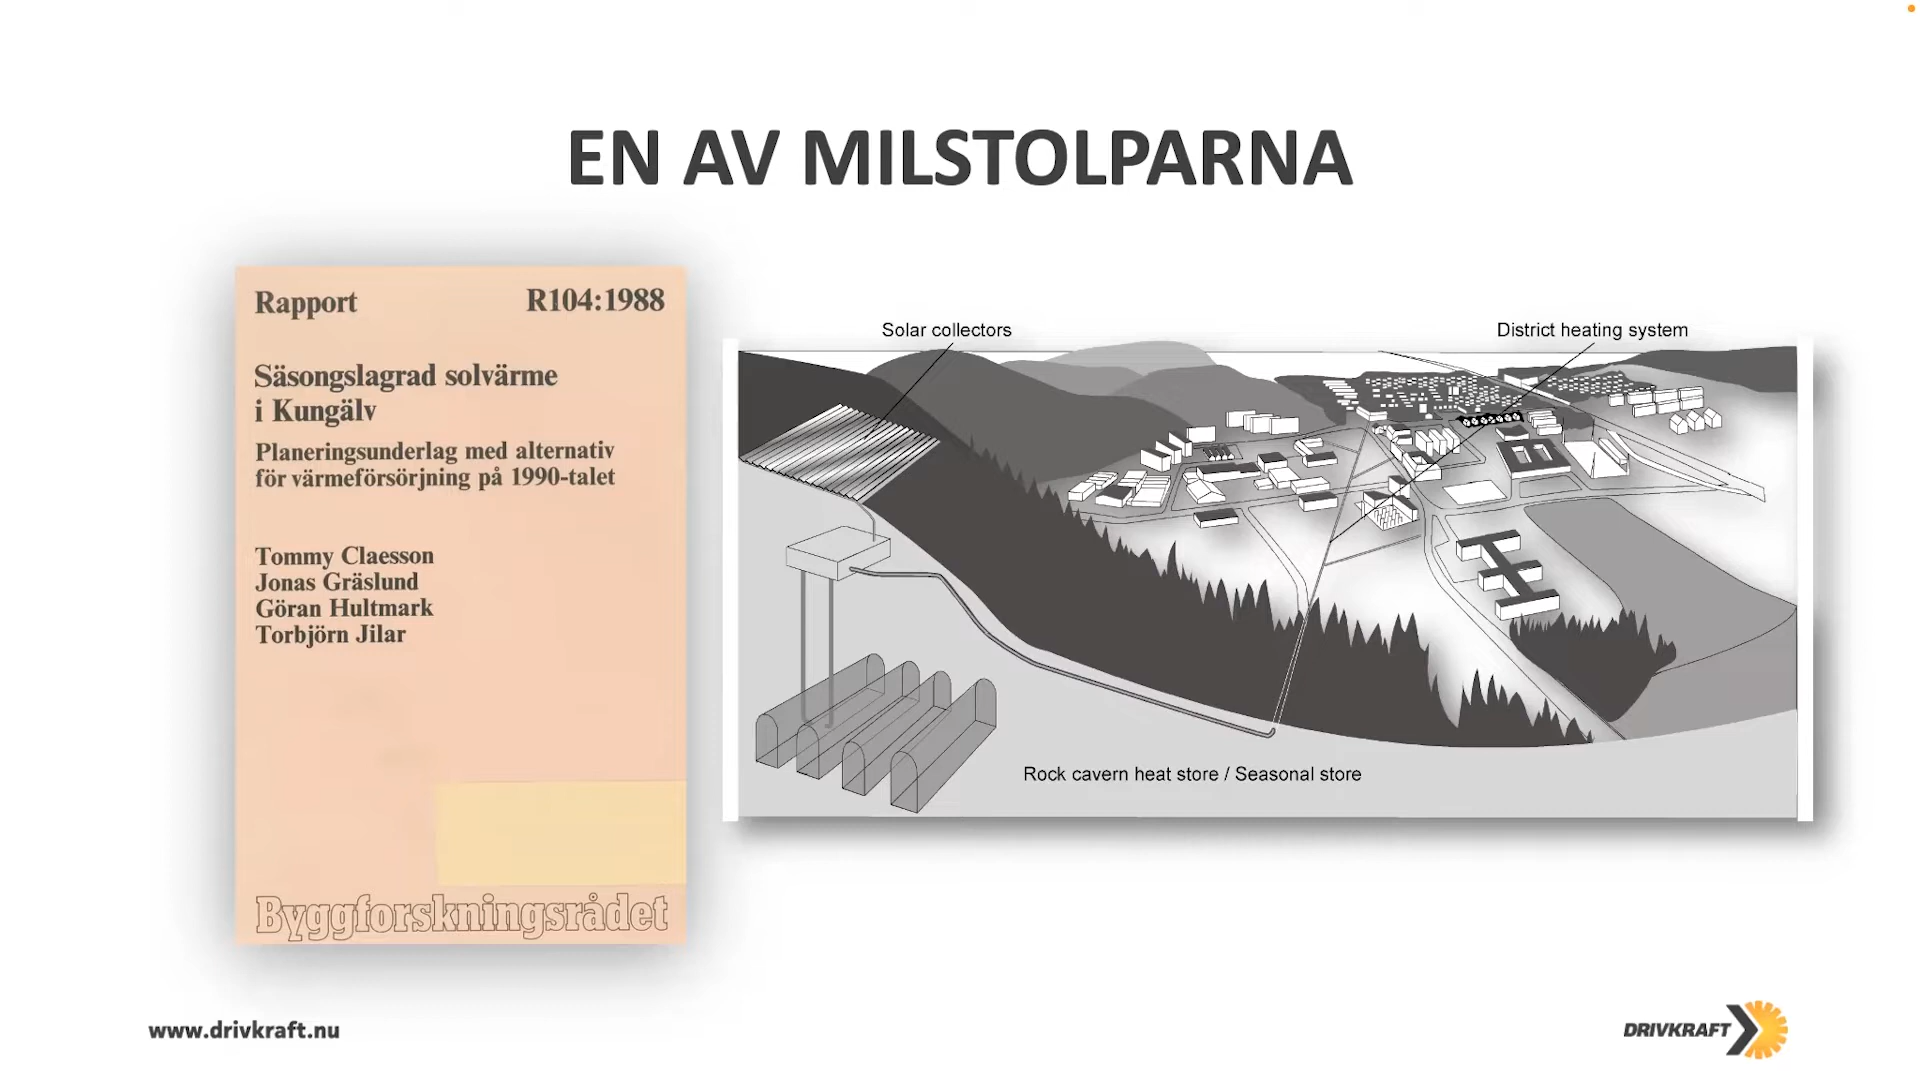 EN AV MILSTOLPARNA
Rapport R104:1988
Säsongslagrad solvärme
i Kungälv
Planeringsunderlag med alternativ
för värmeförsörjning på 1990-talet
Tommy Claesson
Jonas Gräslund
Göran Hultmark
Torbjörn Jilar
Byggforskningsrådet
Solar collectors
District heating system
Rock cavern heat store / Seasonal store
www.drivkraft.nu
DRIVKRAFT